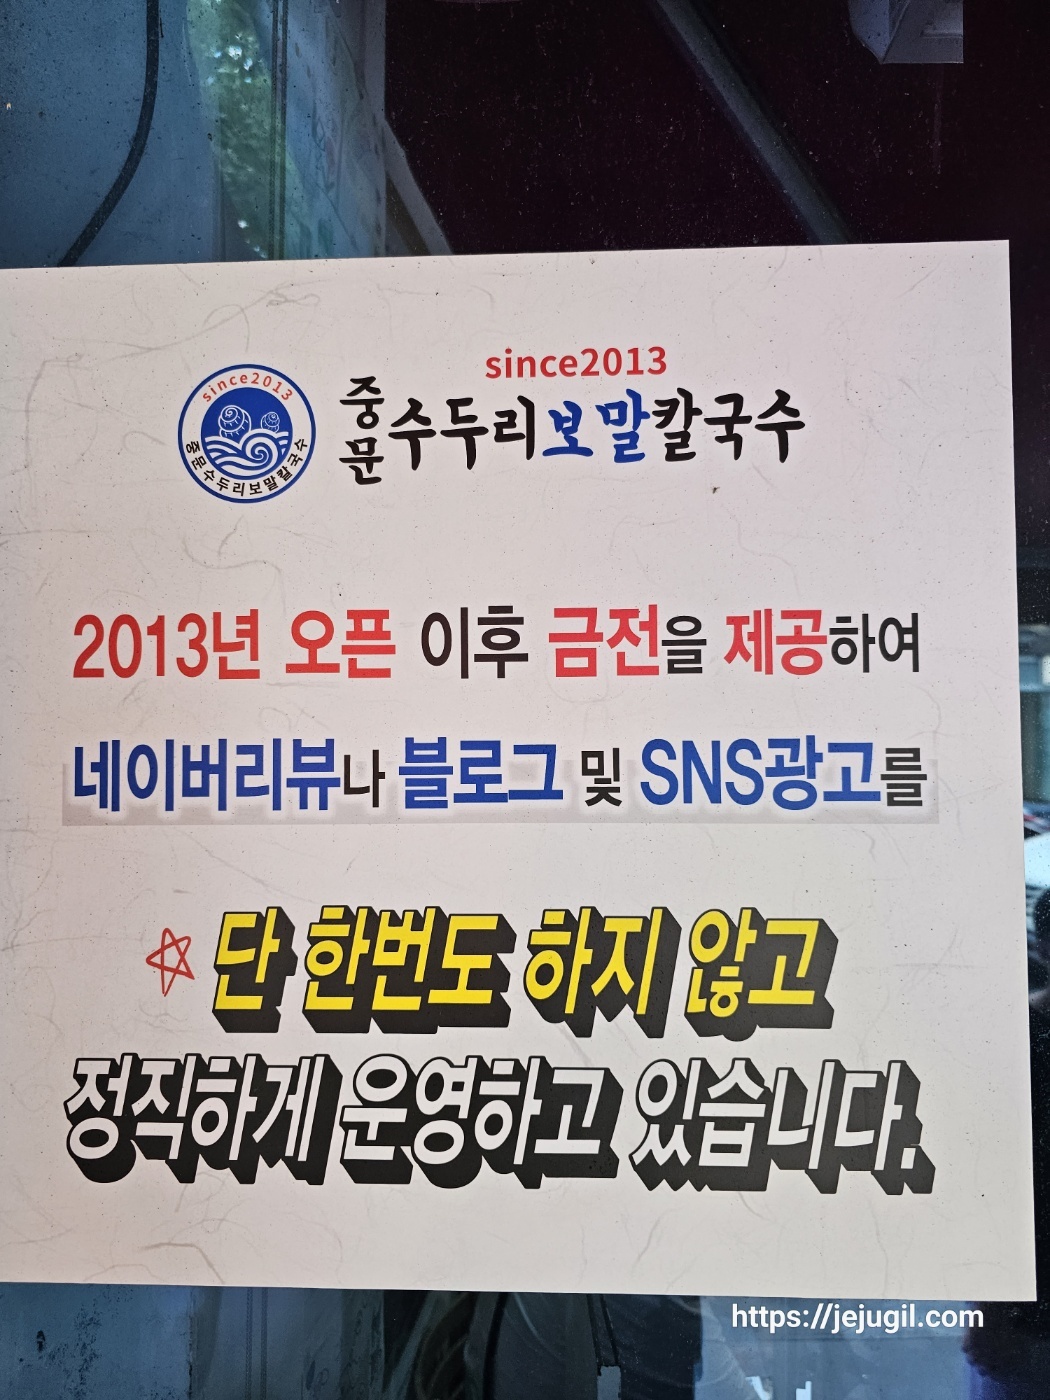 since2013
중문수두리보말칼국수
since2013
중문 수두리보말칼국수
2013년 오픈 이후 금전을 제공하여
네이버리뷰나 블로그 및 SNS광고를
단 한번도 하지 않고
정직하게 운영하고 있습니다.
https://jejugil.com